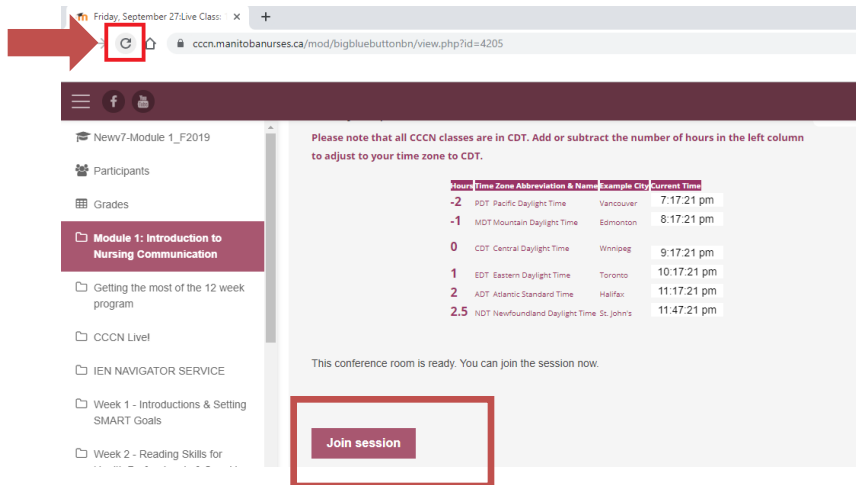 Friday, September 27:Live Class:
cccn.manitobanurses.ca/mod/bigbluebuttonbn/view.php?id=4205
Newv7-Module 1_F2019
Participants
Grades
Module 1: Introduction to
Nursing Communication
Getting the most of the 12 week
program
CCCN Live!
IEN NAVIGATOR SERVICE
Week 1 - Introductions & Setting
SMART Goals
Week 2 - Reading Skills for
Please note that all CCCN classes are in CDT. Add or subtract the number of hours in the left column
to adjust to your time zone to CDT.
Hours Time Zone Abbreviation & Name Example City Current Time
-2 PDT Pacific Daylight Time Vancouver 7:17:21 pm
-1 MDT Mountain Daylight Time Edmonton 8:17:21 pm
0 CDT Central Daylight Time Wnnipeg 9:17:21 pm
1 EDT Eastern Daylight Time Toronto 10:17:21 pm
2 ADT Atlantic Standard Time Halifax 11:17:21 pm
2.5 NDT Newfoundland Daylight Time St. John's 11:47:21 pm
This conference room is ready. You can join the session now.
Join session